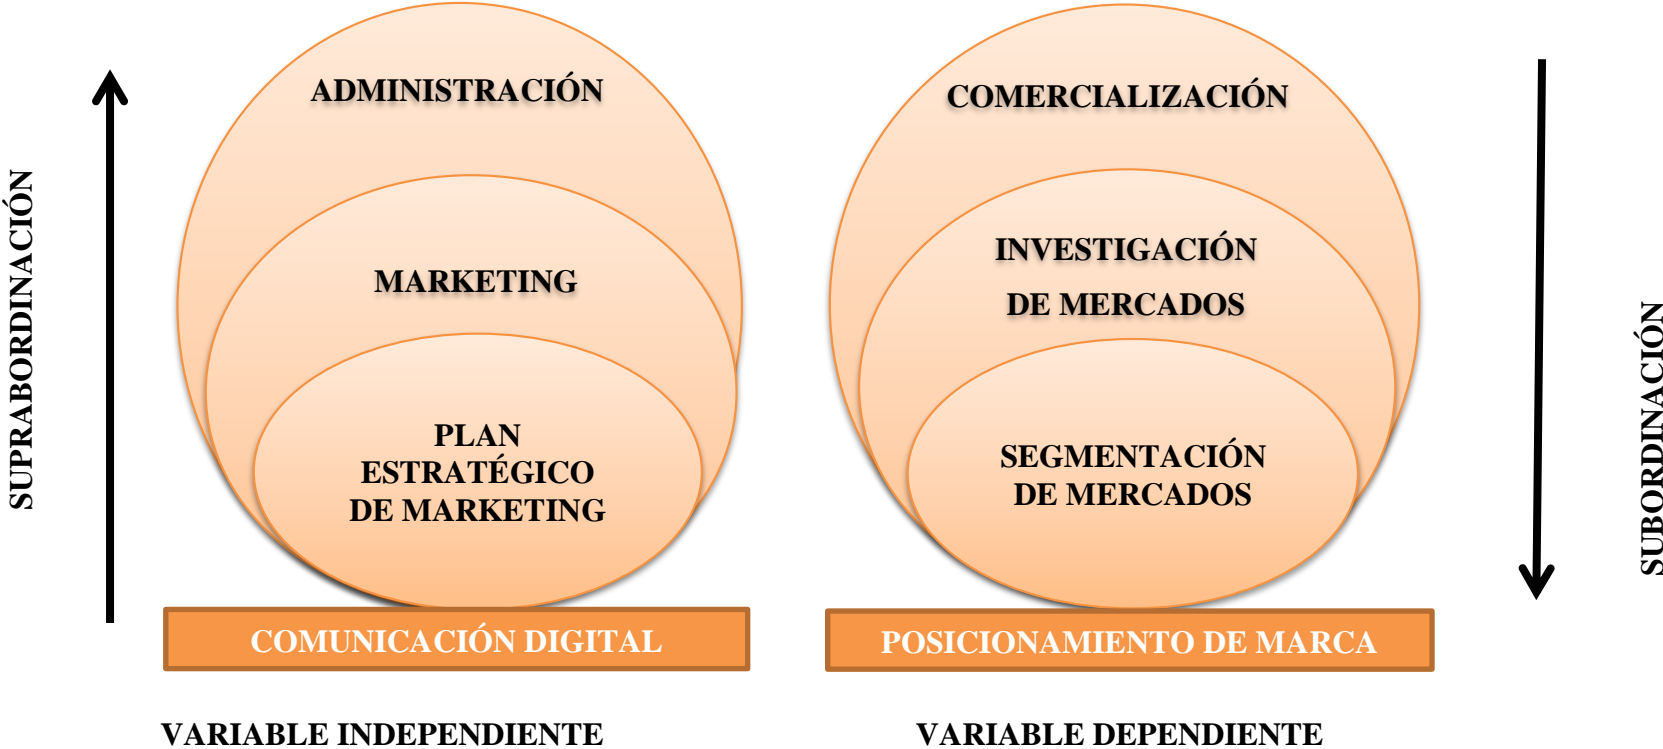 SUPRABORDINACIÓN
ADMINISTRACIÓN
MARKETING
PLAN
ESTRATÉGICO
DE MARKETING
COMUNICACIÓN DIGITAL
VARIABLE INDEPENDIENTE
COMERCIALIZACIÓN
INVESTIGACIÓN
DE MERCADOS
SEGMENTACIÓN
DE MERCADOS
POSICIONAMIENTO DE MARCA
VARIABLE DEPENDIENTE
SUBORDINACIÓN